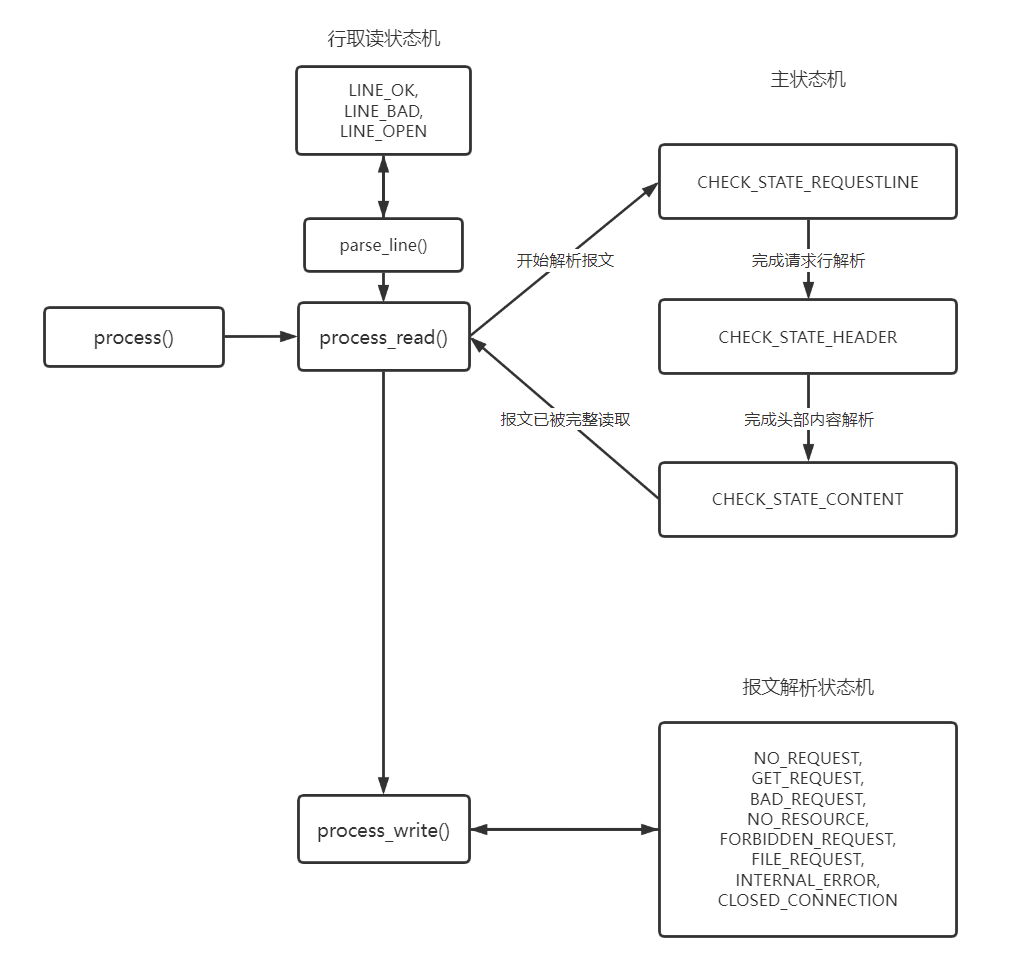 行取读状态机
LINE_OK,
LINE_BAD,
LINE_OPEN
parse_line()
process()
process_read()
主状态机
CHECK_STATE_REQUESTLINE
开始解析报文
完成请求行解析
CHECK_STATE_HEADER
报文已被完整读取
完成头部内容解析
CHECK_STATE_CONTENT
process_write()
报文解析状态机
NO_REQUEST,
GET_REQUEST,
BAD_REQUEST,
NO_RESOURCE,
FORBIDDEN_REQUEST,
FILE_REQUEST,
INTERNAL_ERROR,
CLOSED_CONNECTION